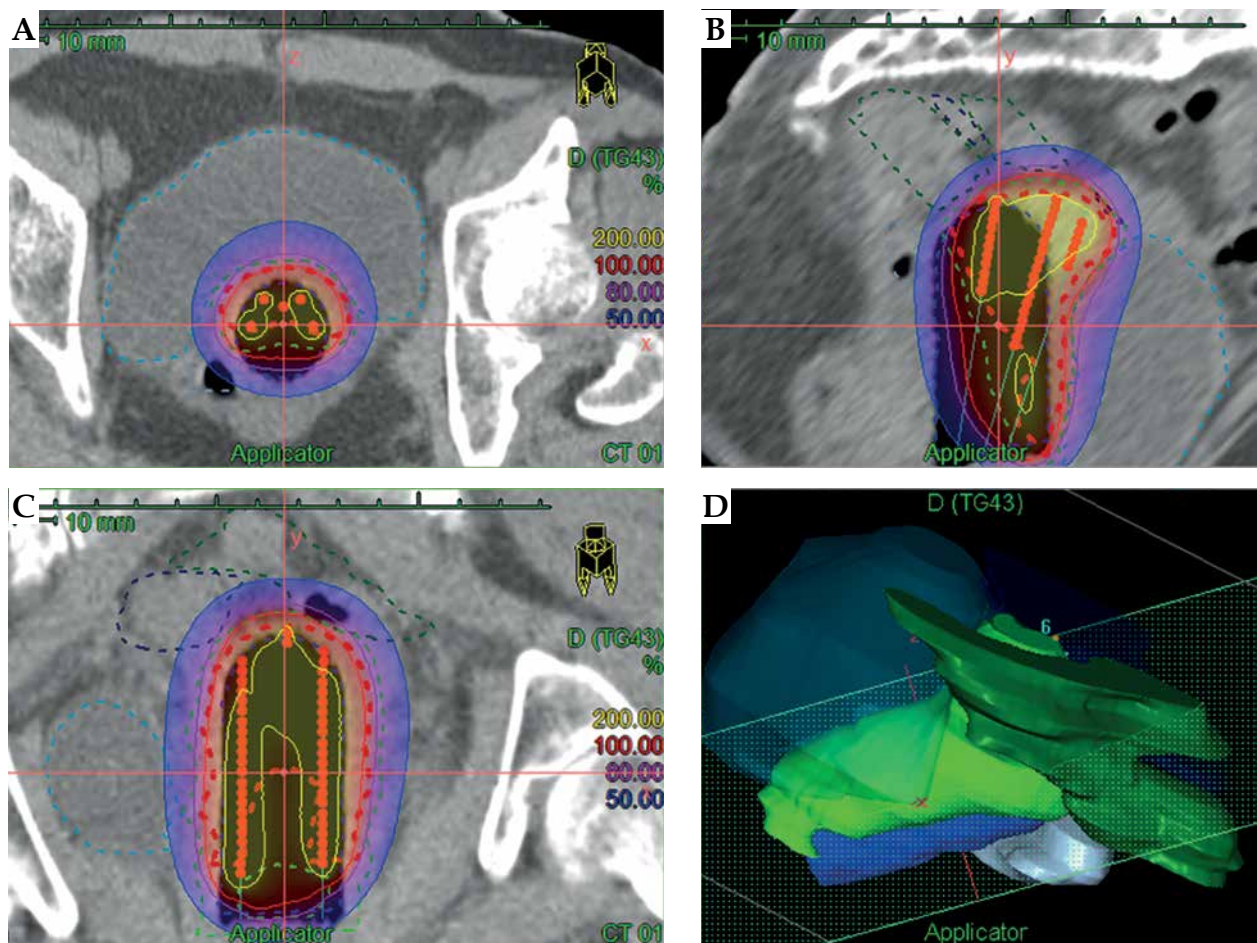 A
10 mm
z
D (TG43)
%
200.00
100.00
80.00
50.00
x
Applicator
CT 01
B
10 mm
y
Applicator
C
10 mm
y
D (TG43)
%
200.00
100.00
80.00
50.00
Applicator
CT 01
D
D (TG43)
6
z
x
Applicator